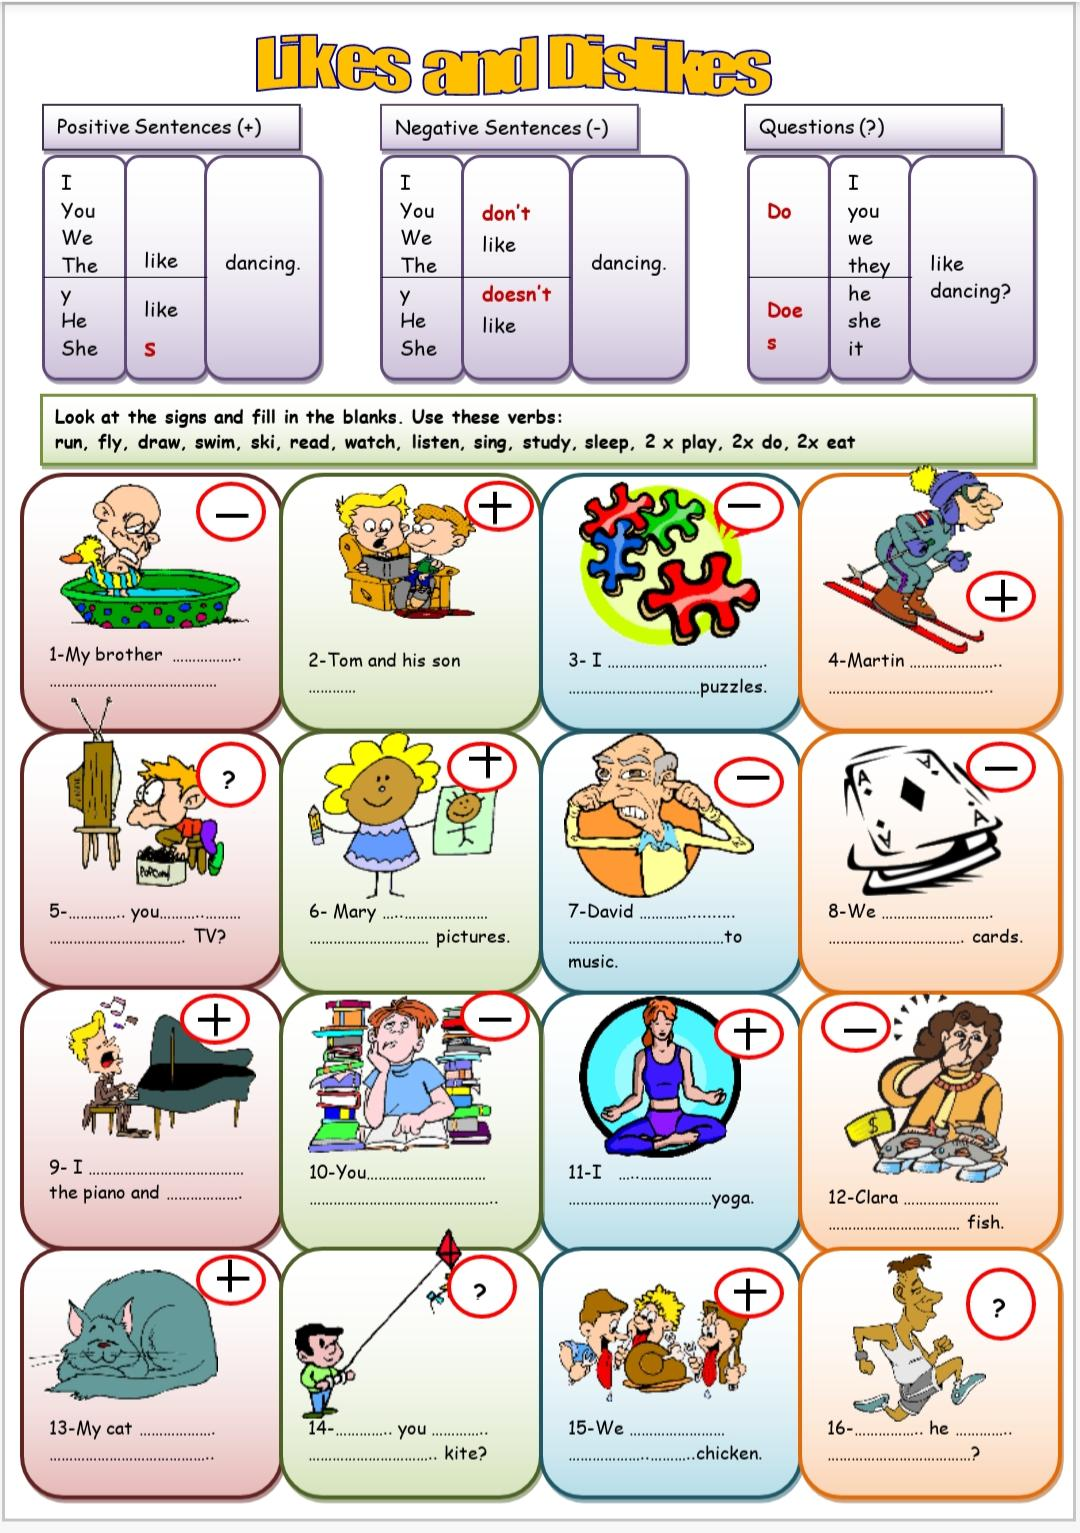 Likes and Dislikes
Positive Sentences (+)
Negative Sentences (-)
Questions (?)
I
You
We
The
y
He
She
like
like
s
dancing.
I
You
We
The
y
He
She
don't
like
doesn't
like
dancing.
Do
Doe
s
I
you
we
they
he
she
it
like
dancing?
Look at the signs and fill in the blanks. Use these verbs:
run, fly, draw, swim, ski, read, watch, listen, sing, study, sleep, 2 x play, 2x do, 2x eat
−
+
−
+
1-My brother ……………..
……………………………………
2-Tom and his son
…………
3- I ………………………………….
……………………………puzzles.
4-Martin …………………..
…………………………………..
?
+
−
A
A
A
A
−
POPCORN
5-…………. you…………………
……………………………. TV?
6- Mary ………………………
………………………… pictures.
7-David ……………………
…………………………………to
music.
8-We ……………………….
……………………………. cards.
+
−
+
−
$
9- I …………………………………
the piano and ……………….
10-You…………………………
………………………………………..
11-I ……………………
………………………………yoga.
12-Clara ……………………
…………………………… fish.
+
?
+
?
13-My cat ……………….
…………………………………..
14-…………. you ………….
………………………….. kite?
15-We ………………………….
…………………………..chicken.
16-……………. he ………….
………………………………?